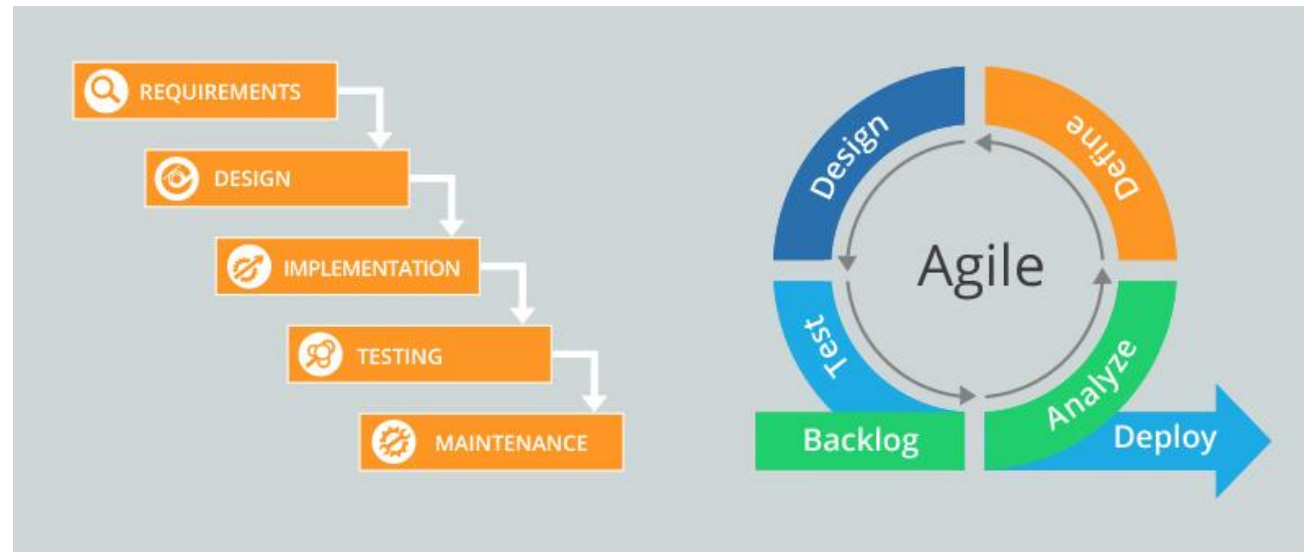 REQUIREMENTS
DESIGN
IMPLEMENTATION
TESTING
MAINTENANCE
Design
Define
Agile
Test
Analyze
Backlog
Deploy